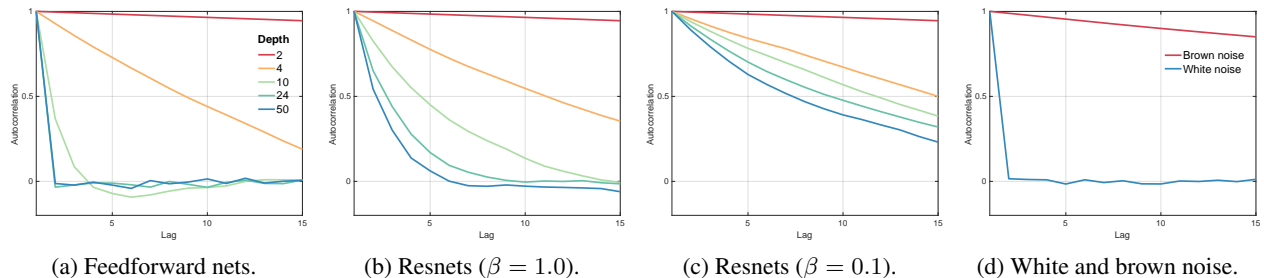 1
0.5
0
Autocorrelation
5
10
15
Lag
Depth
2
4
10
24
50
(a) Feedforward nets.
1
0.5
0
Autocorrelation
5
10
15
Lag
(b) Resnets (β = 1.0).
1
0.5
0
Autocorrelation
5
10
15
Lag
(c) Resnets (β = 0.1).
1
0.5
0
Autocorrelation
5
10
15
Lag
Brown noise
White noise
(d) White and brown noise.